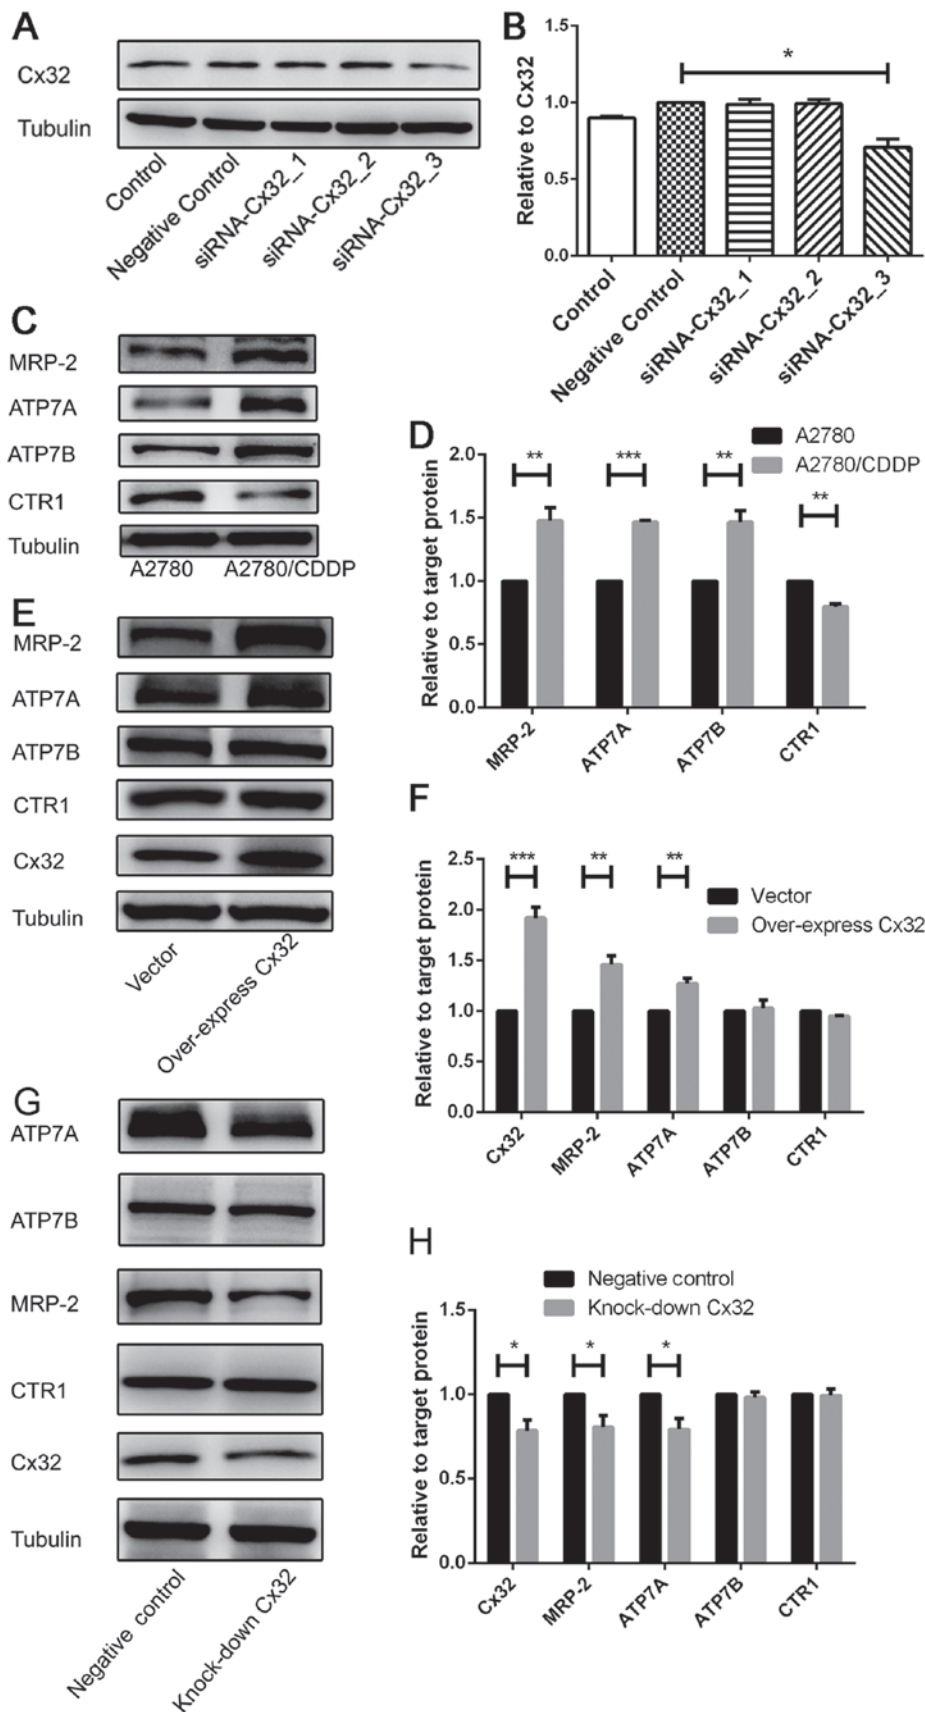 A
Cx32
Tubulin
Control
Negative Control
siRNA-Cx32_1
siRNA-Cx32_2
siRNA-Cx32_3
B
Relative to Cx32
1.5
1.0
0.5
0.0
*
Control
Negative Control
siRNA-Cx32_1
siRNA-Cx32_2
siRNA-Cx32_3
C
MRP-2
ATP7A
ATP7B
CTR1
Tubulin
A2780 A2780/CDDP
D
A2780
A2780/CDDP
Relative to target protein
2.0
1.5
1.0
0.5
0.0
** *** ** **
MRP-2
ATP7A
ATP7B
CTR1
E
MRP-2
ATP7A
ATP7B
CTR1
Cx32
Tubulin
Vector
Over-express Cx32
F
Vector
Over-express Cx32
Relative to target protein
2.5
2.0
1.5
1.0
0.5
0.0
*** ** **
Cx32
MRP-2
ATP7A
ATP7B
CTR1
G
ATP7A
ATP7B
MRP-2
CTR1
Cx32
Tubulin
Negative control
Knock-down Cx32
H
Negative control
Knock-down Cx32
Relative to target protein
1.5
1.0
0.5
0.0
* * *
Cx32
MRP-2
ATP7A
ATP7B
CTR1